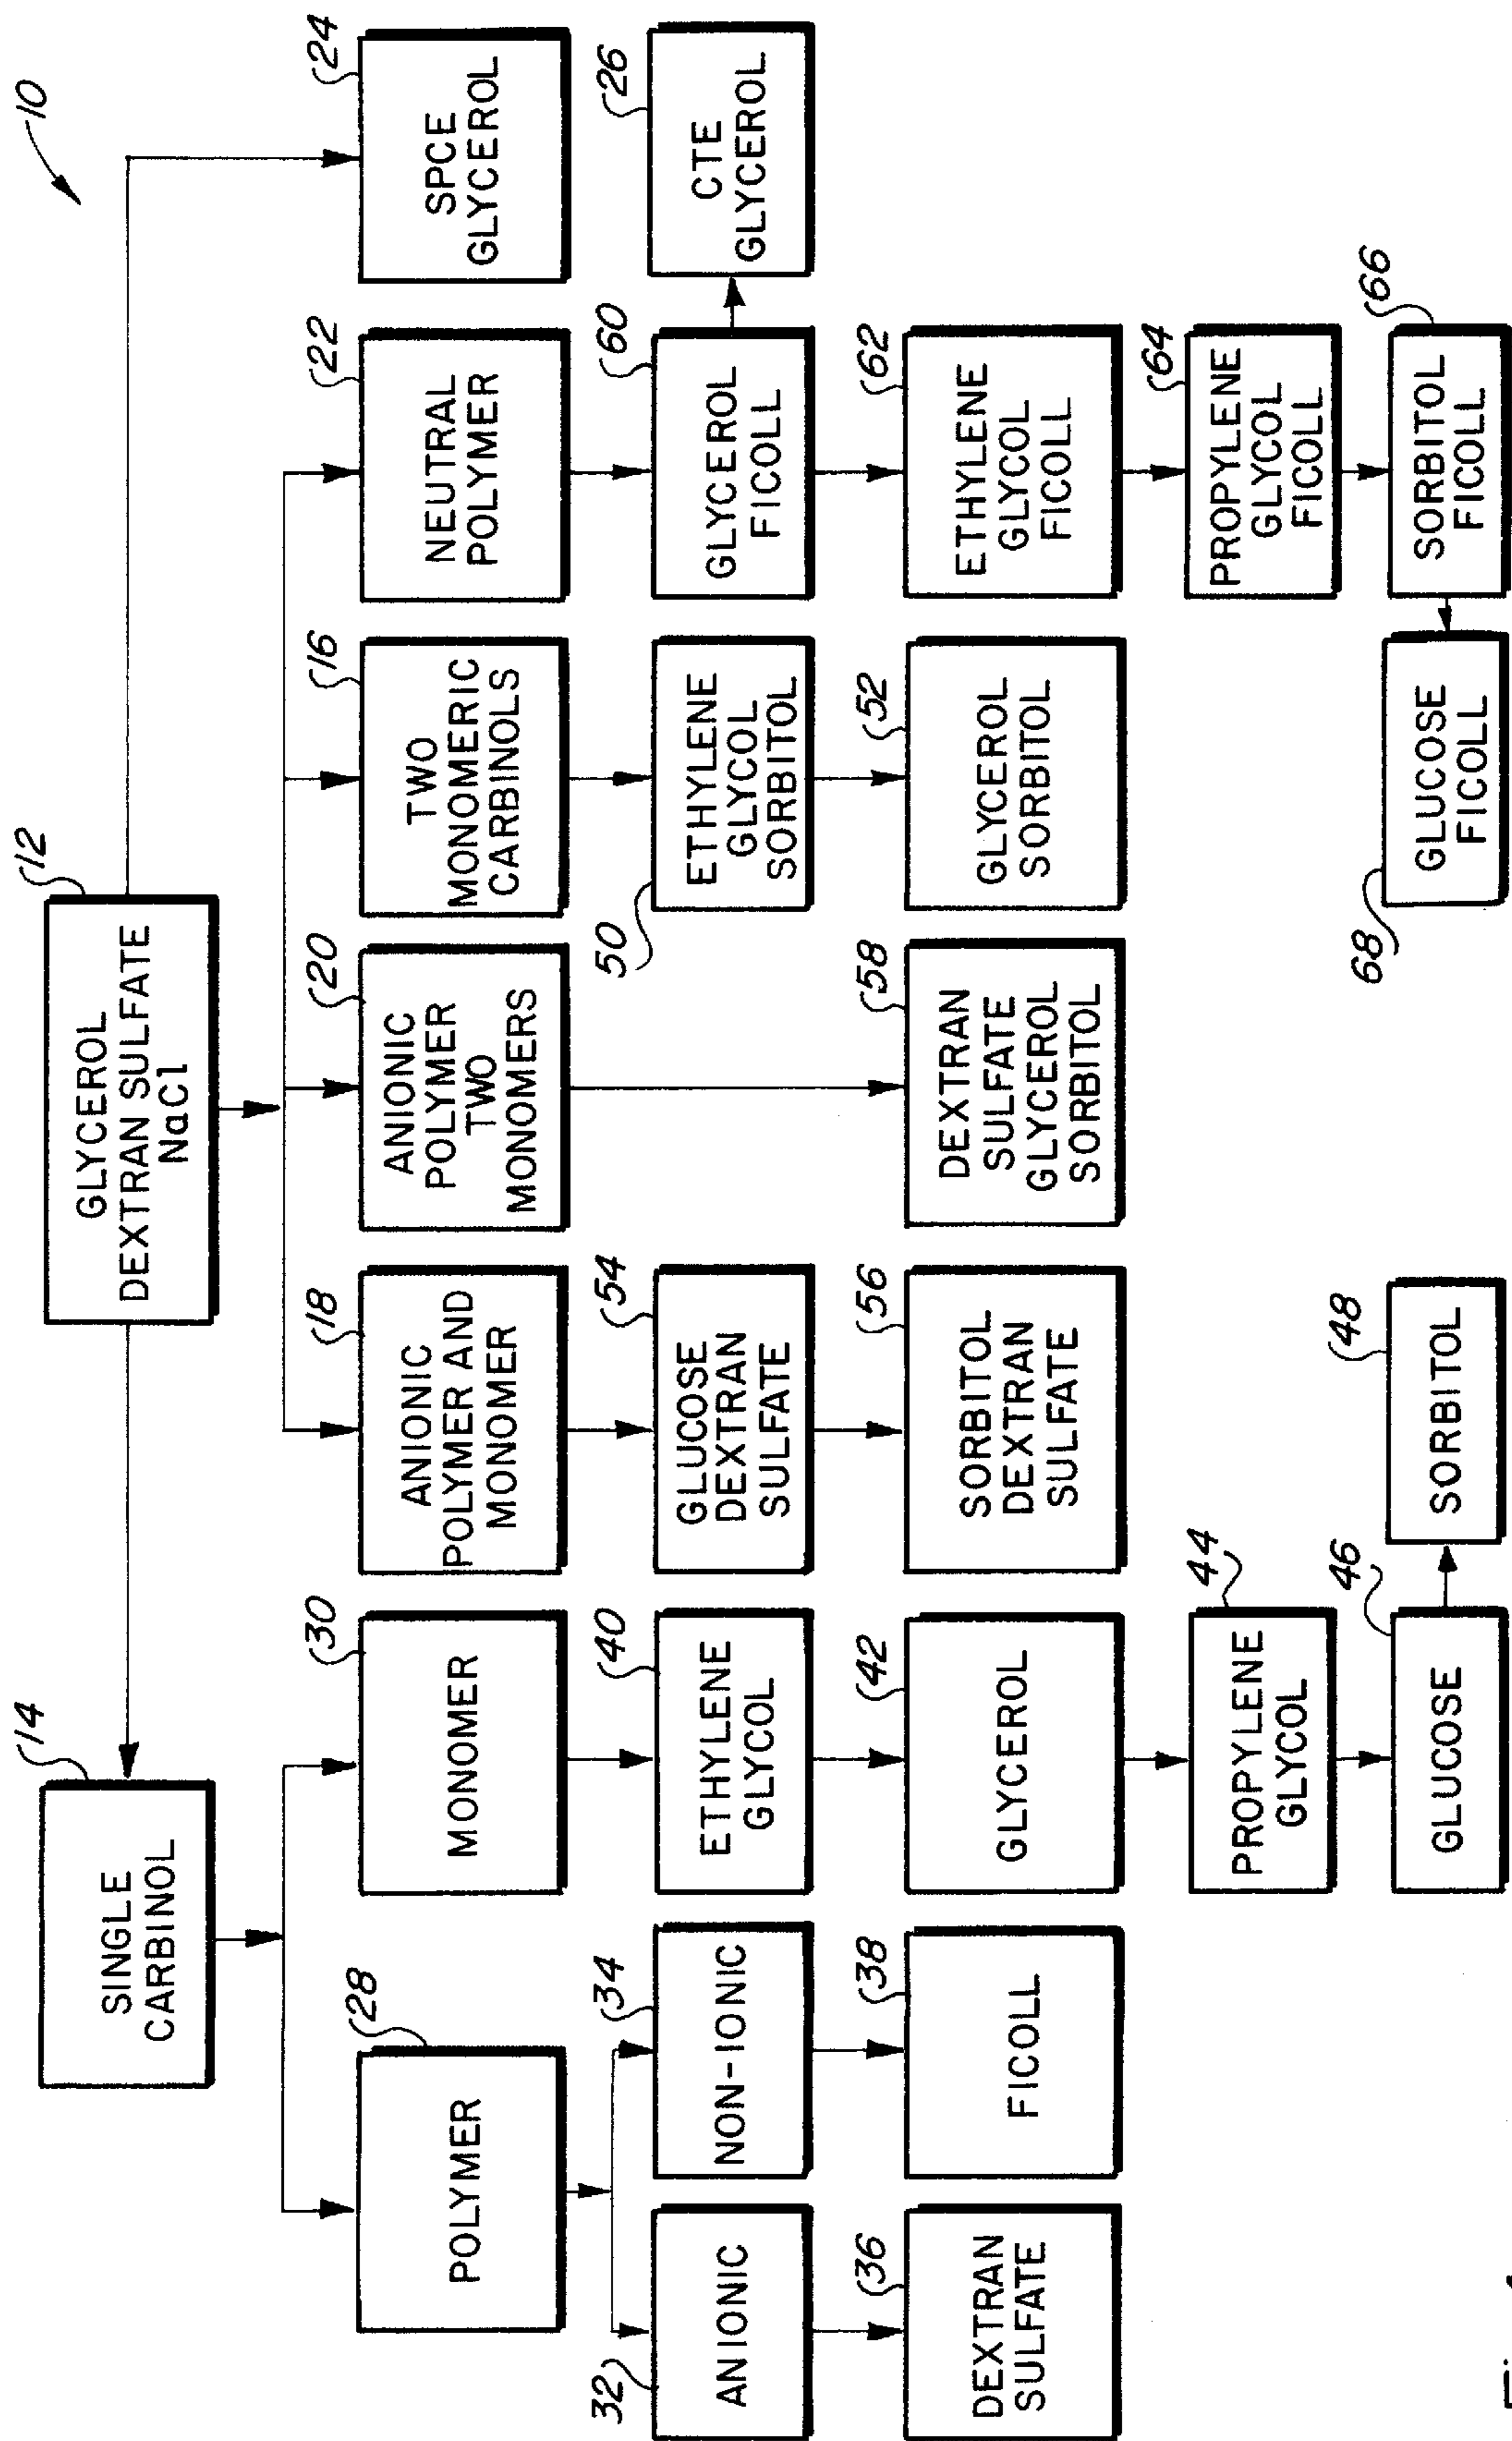 10
12
GLYCEROL
DEXTRAN SULFATE
NaCl
14
SINGLE
CARBINOL
28
POLYMER
30
MONOMER
18
ANIONIC
POLYMER AND
MONOMER
20
ANIONIC
POLYMER
TWO
MONOMERS
16
TWO
MONOMERIC
CARBINOLS
22
NEUTRAL
POLYMER
24
SPCE
GLYCEROL
32
ANIONIC
34
NON-IONIC
40
ETHYLENE
GLYCOL
54
GLUCOSE
DEXTRAN
SULFATE
50
ETHYLENE
GLYCOL
SORBITOL
60
GLYCEROL
FICOLL
26
CTE
GLYCEROL
36
DEXTRAN
SULFATE
38
FICOLL
42
GLYCEROL
56
SORBITOL
DEXTRAN
SULFATE
58
DEXTRAN
SULFATE
GLYCEROL
SORBITOL
52
GLYCEROL
SORBITOL
62
ETHYLENE
GLYCOL
FICOLL
44
PROPYLENE
GLYCOL
64
PROPYLENE
GLYCOL
FICOLL
46
GLUCOSE
48
SORBITOL
68
GLUCOSE
FICOLL
66
SORBITOL
FICOLL